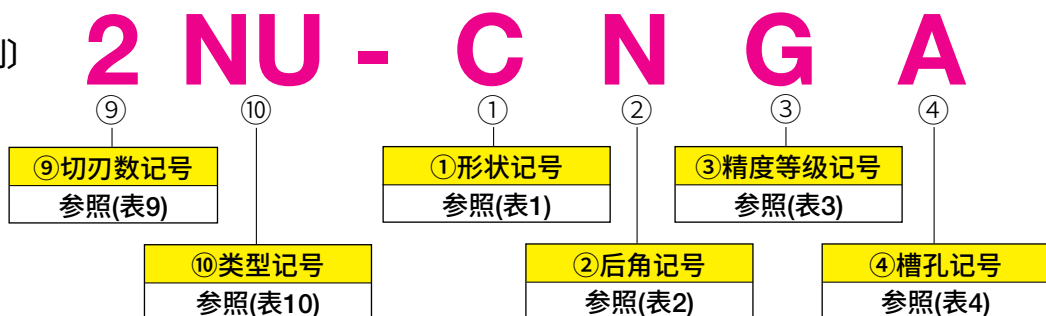 2 NU - C N G A
⑨ ⑩ ① ② ③ ④
⑨切刃数记号 ①形状记号 ③精度等级记号
参照(表9) 参照(表1) 参照(表3)
⑩类型记号 ②后角记号 ④槽孔记号
参照(表10) 参照(表2) 参照(表4)